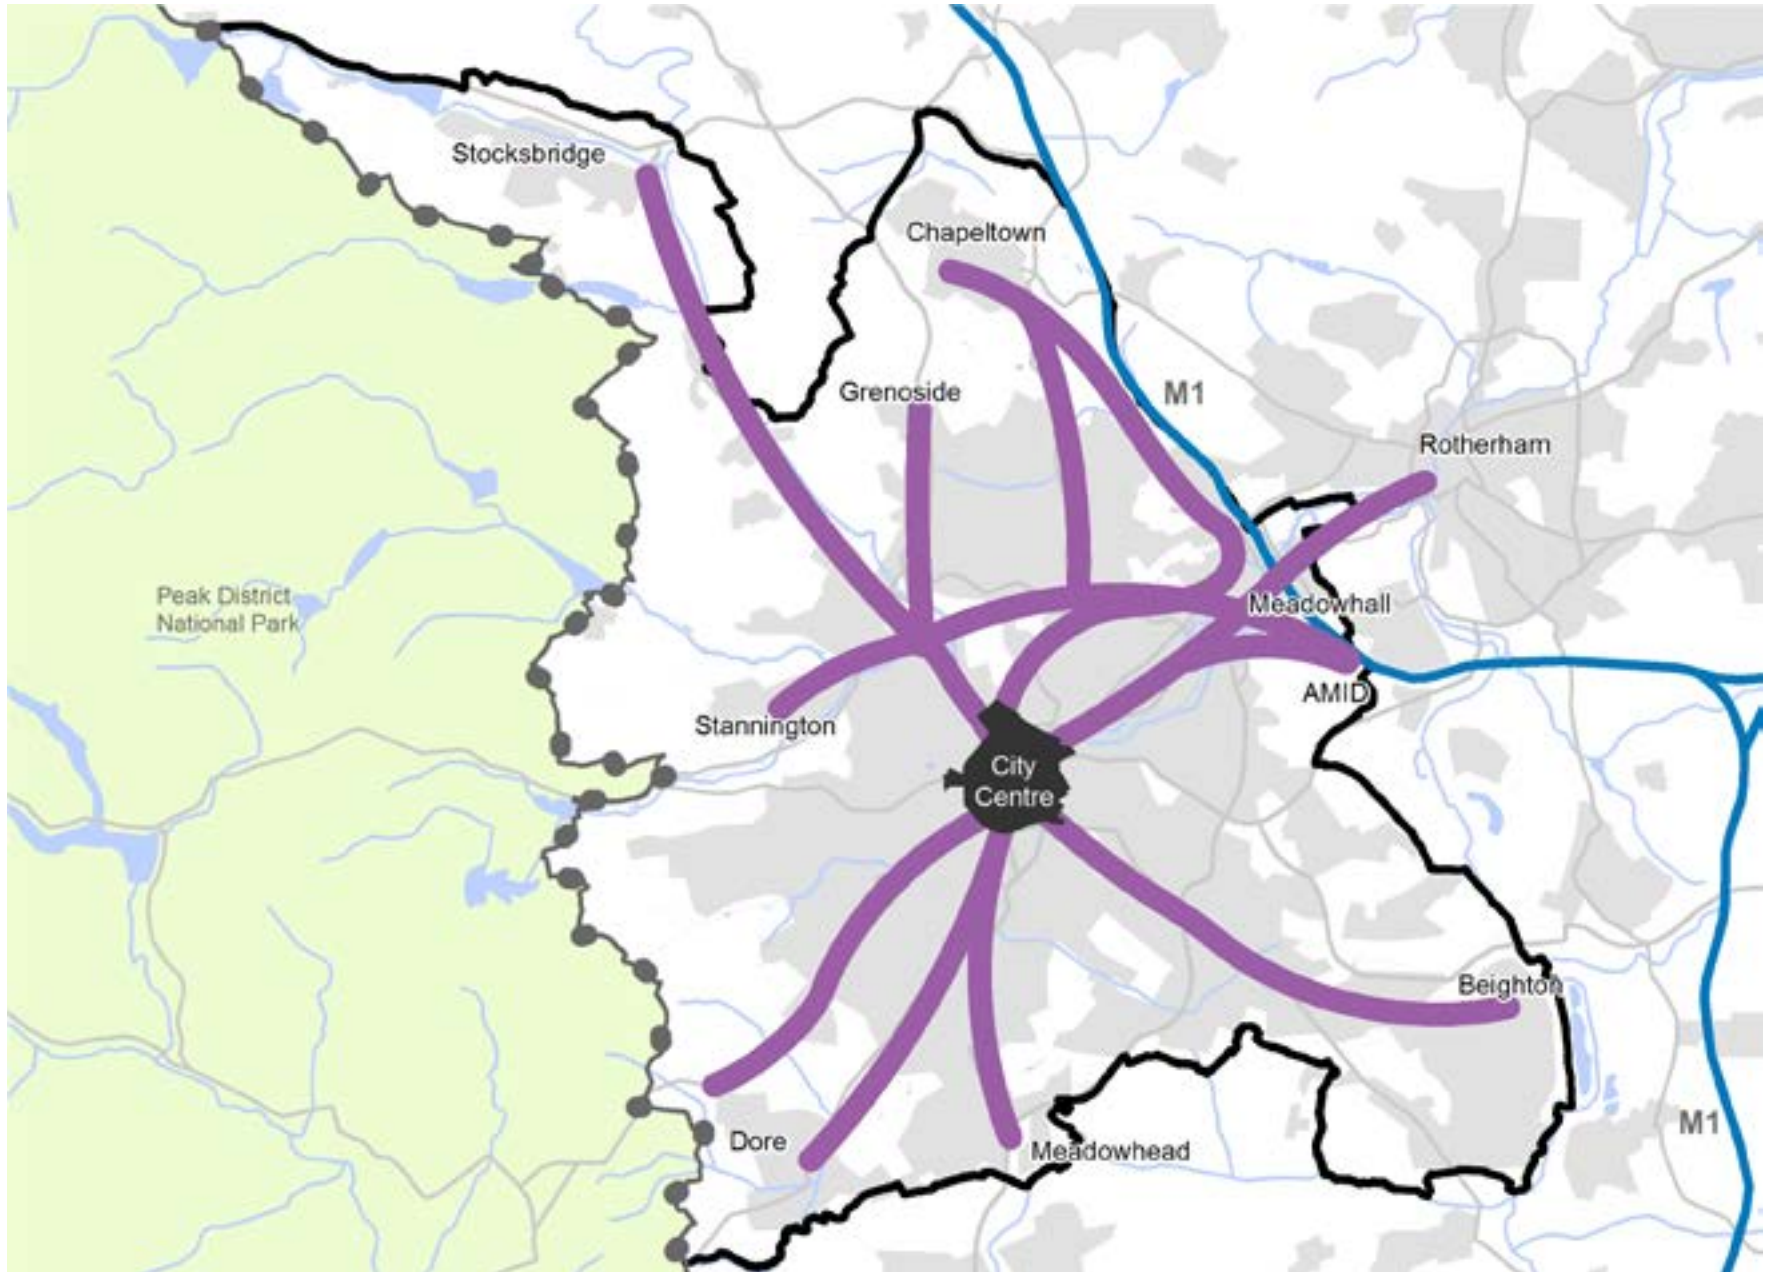 Stocksbridge
Chapeltown
Grenoside
M1
Rotherham
Peak District
National Park
Meadowhall
AMID
Stannington
City
Centre
Beighton
Dore
Meadowhead
M1